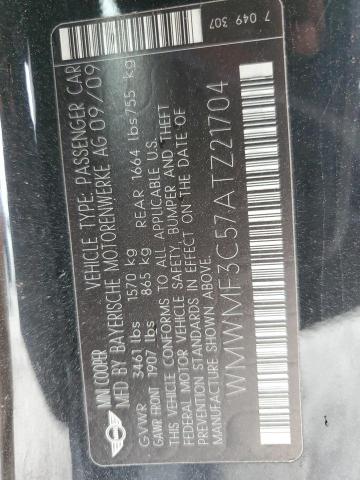 MINI COOPER VEHICLE TYPE: PASSENGER CAR
MFD BY BAYERISCHE MOTORENWERKE AG 09/09
GVWR 3461 lbs 1570 kg
GAWR FRONT 1907 lbs 865 kg REAR 1664 lbs 755 kg
THIS VEHICLE CONFORMS TO ALL APPLICABLE U.S.
FEDERAL MOTOR VEHICLE SAFETY, BUMPER AND THEFT
PREVENTION STANDARDS IN EFFECT ON THE DATE OF
MANUFACTURE SHOWN ABOVE.
WMWMF3C57ATZ21704
7 049 307